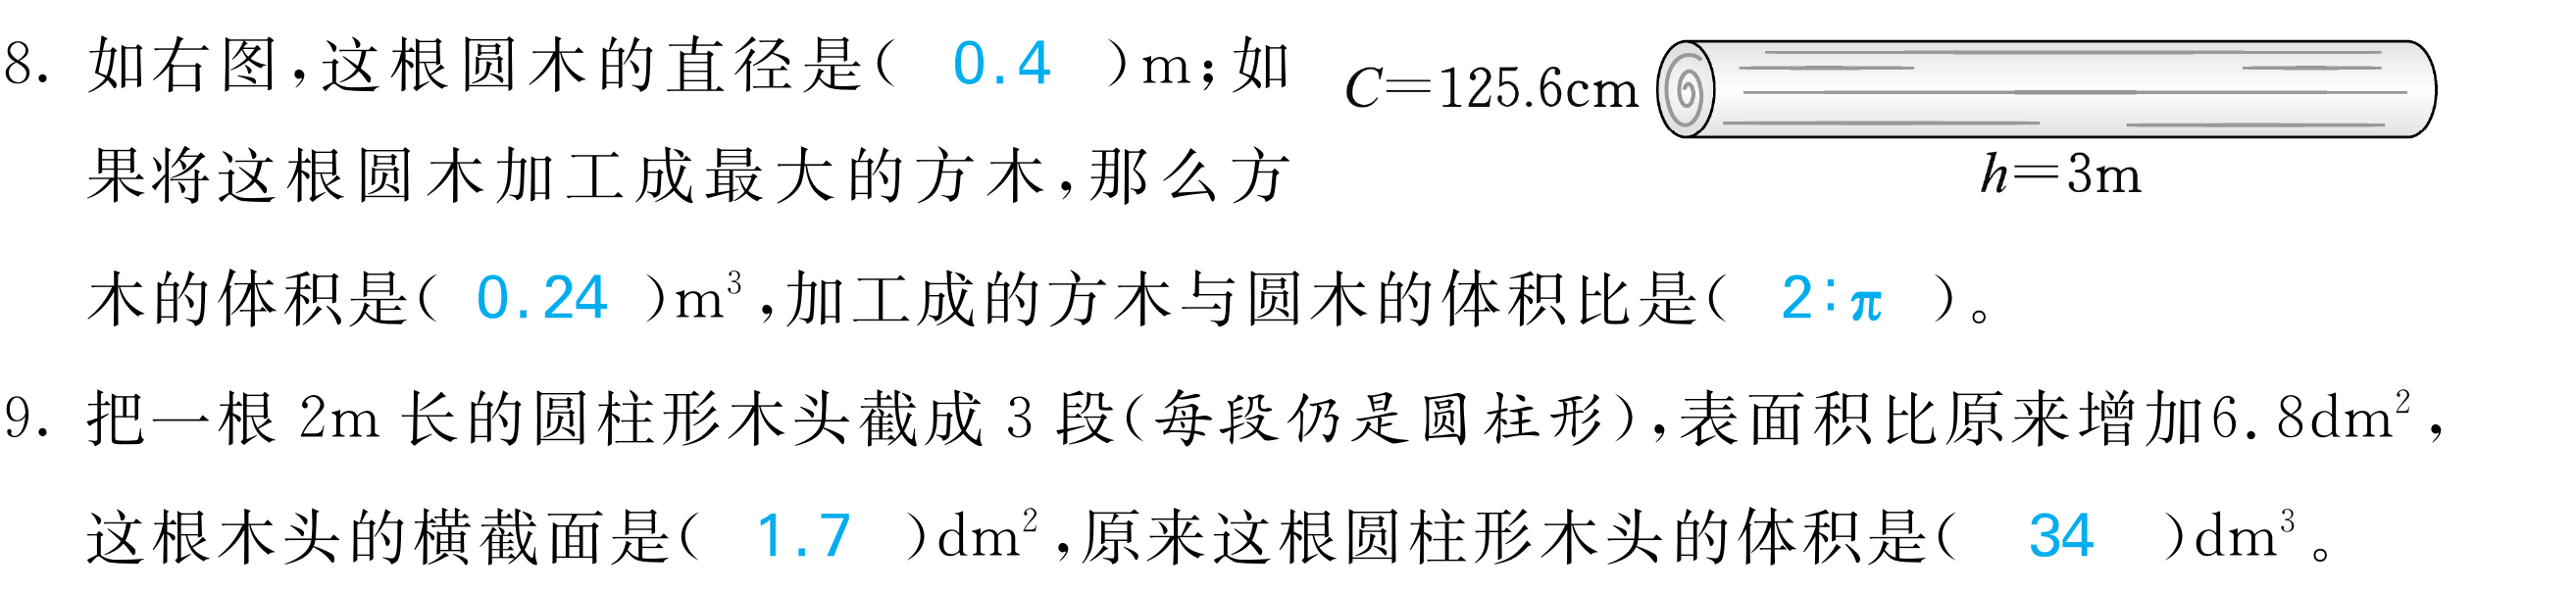 8. 如右图,这根圆木的直径是( 0.4 )m;如
C=125.6cm
h=3m
果将这根圆木加工成最大的方木,那么方
木的体积是( 0.24 )m³,加工成的方木与圆木的体积比是( 2:π )。
9. 把一根 2m 长的圆柱形木头截成 3 段(每段仍是圆柱形),表面积比原来增加6.8dm²,
这根木头的横截面是( 1.7 )dm²,原来这根圆柱形木头的体积是( 34 )dm³。